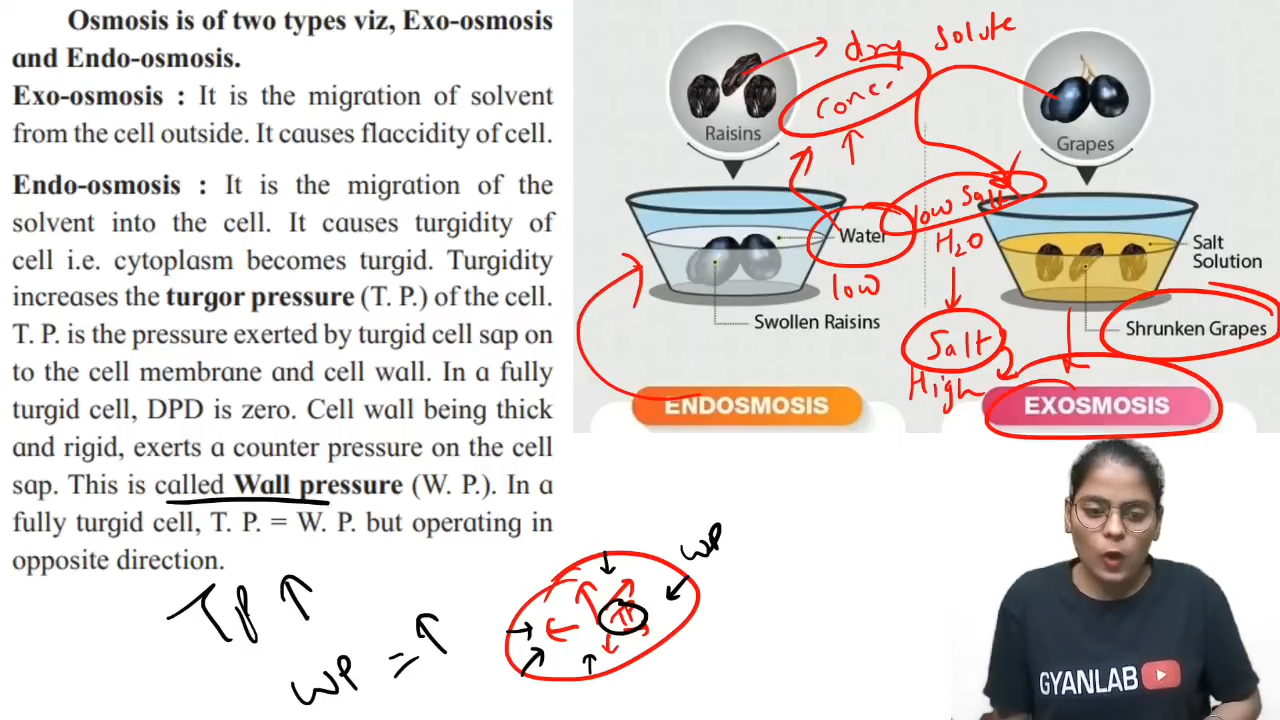 Osmosis is of two types viz, Exo-osmosis
and Endo-osmosis.
Exo-osmosis : It is the migration of solvent
from the cell outside. It causes flaccidity of cell.
Endo-osmosis : It is the migration of the
solvent into the cell. It causes turgidity of
cell i.e. cytoplasm becomes turgid. Turgidity
increases the turgor pressure (T. P.) of the cell.
T. P. is the pressure exerted by turgid cell sap on
to the cell membrane and cell wall. In a fully
turgid cell, DPD is zero. Cell wall being thick
and rigid, exerts a counter pressure on the cell
sap. This is called Wall pressure (W. P.). In a
fully turgid cell, T. P. = W. P. but operating in
opposite direction.
TP ↑
WP = ↑
TP
WP
dry solute
conc.
↑
Raisins
Water
low
Swollen Raisins
ENDOSMOSIS
low salt
H₂O
Salt
High
Grapes
Salt
Solution
Shrunken Grapes
EXOSMOSIS
GYANLAB